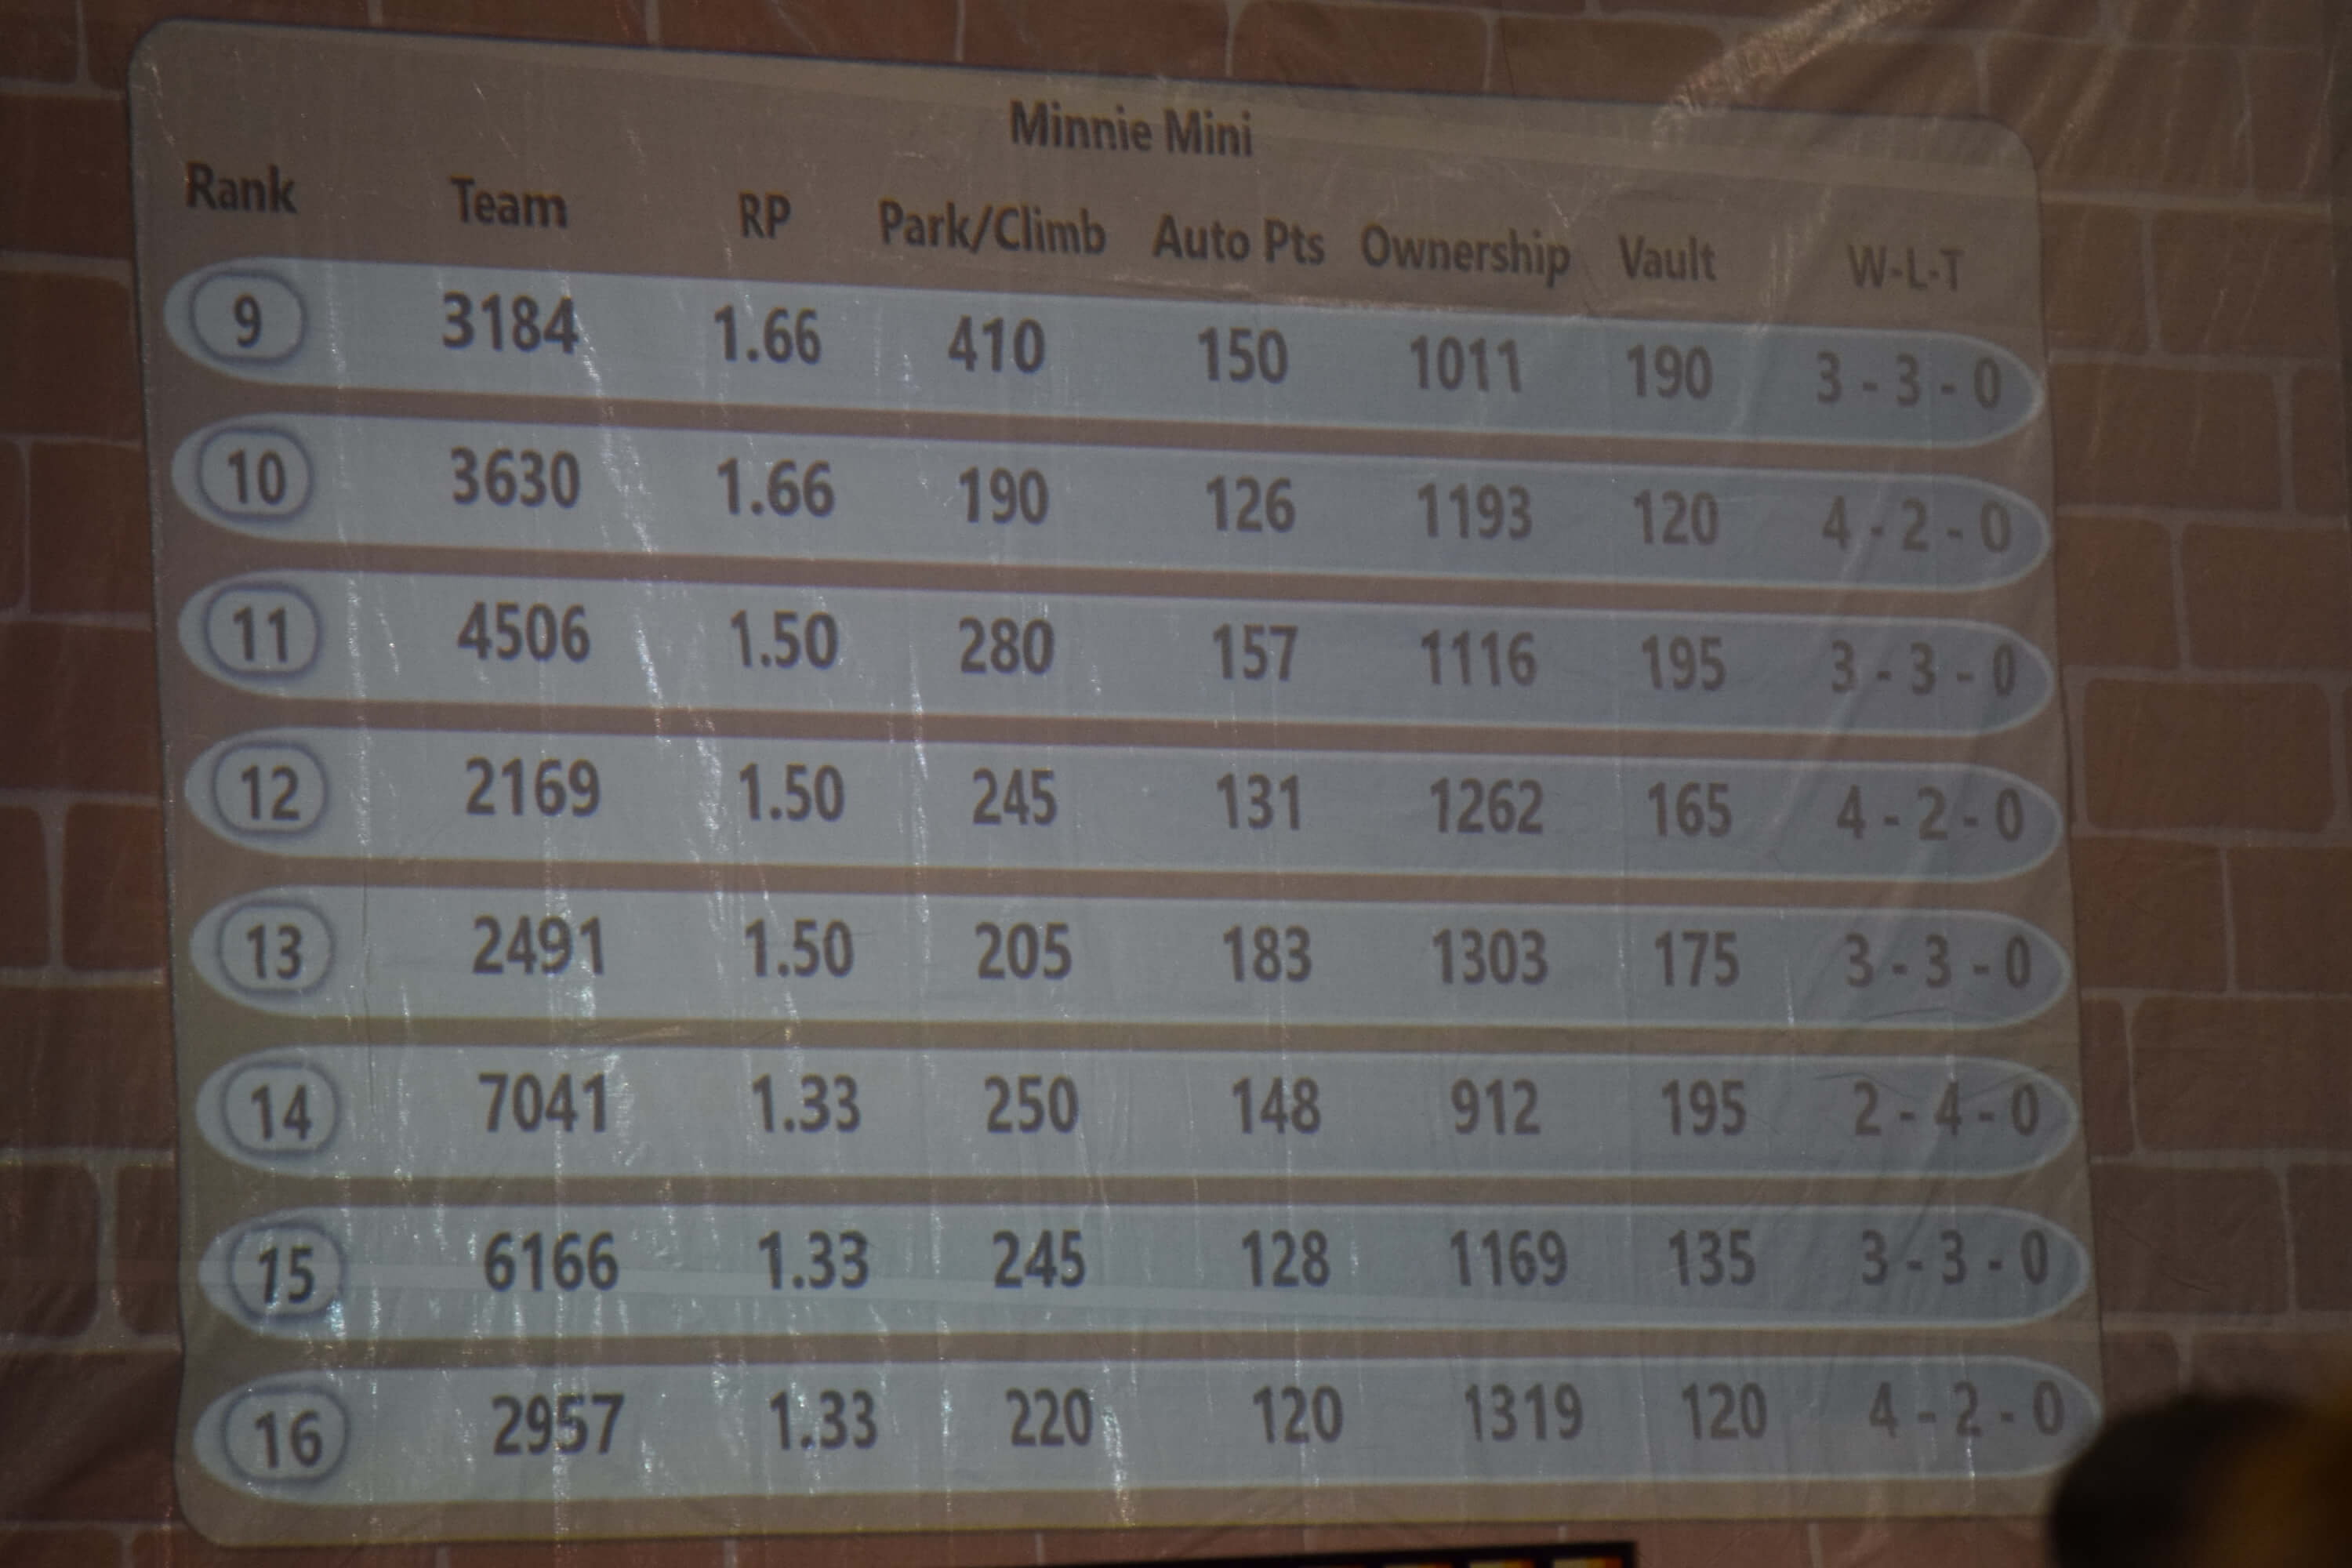 Minnie Mini
Rank Team RP Park/Climb Auto Pts Ownership Vault W-L-T
9 3184 1.66 410 150 1011 190 3 - 3 - 0
10 3630 1.66 190 126 1193 120 4 - 2 - 0
11 4506 1.50 280 157 1116 195 3 - 3 - 0
12 2169 1.50 245 131 1262 165 4 - 2 - 0
13 2491 1.50 205 183 1303 175 3 - 3 - 0
14 7041 1.33 250 148 912 195 2 - 4 - 0
15 6166 1.33 245 128 1169 135 3 - 3 - 0
16 2957 1.33 220 120 1319 120 4 - 2 - 0